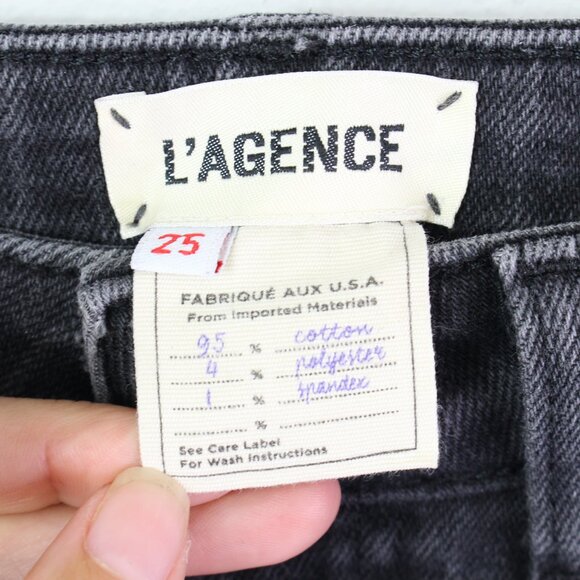 L'AGENCE
25
FABRIQUÉ AUX U.S.A.
From Imported Materials
95 % cotton
4 % polyester
1 % spandex
%
See Care Label
For Wash Instructions